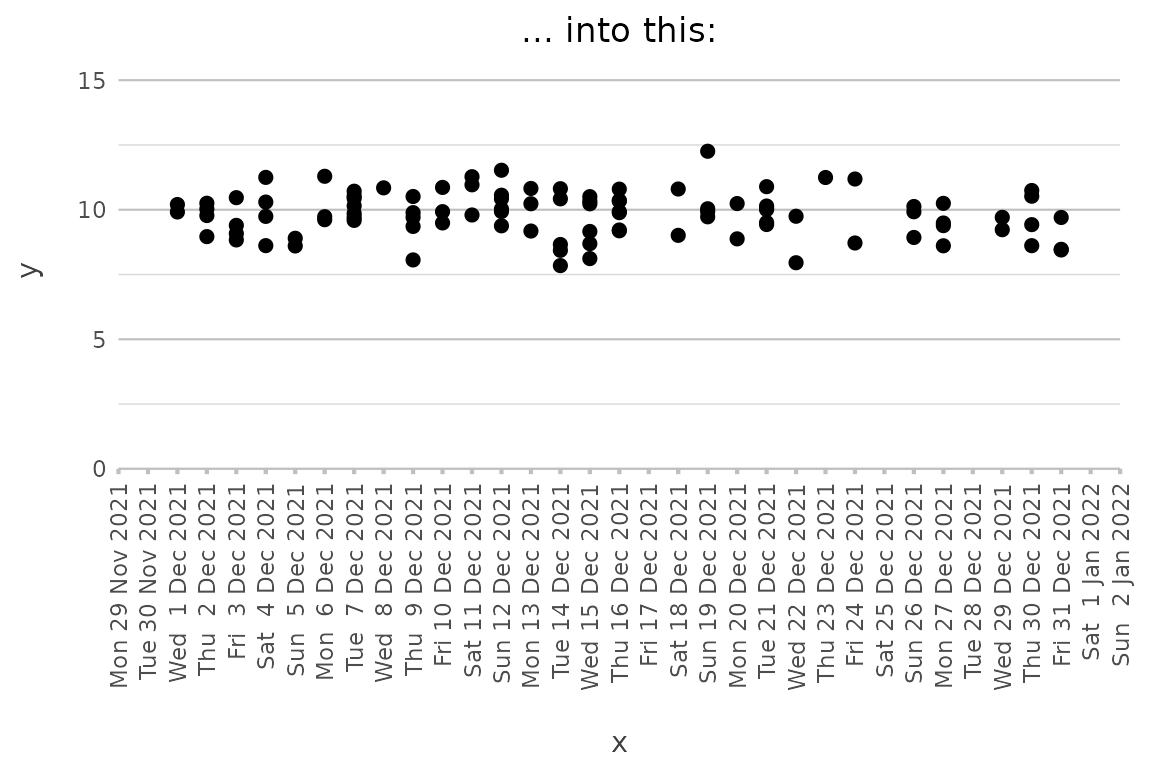 ... into this:
15
10
5
0
y
Mon 29 Nov 2021
Tue 30 Nov 2021
Wed 1 Dec 2021
Thu 2 Dec 2021
Fri 3 Dec 2021
Sat 4 Dec 2021
Sun 5 Dec 2021
Mon 6 Dec 2021
Tue 7 Dec 2021
Wed 8 Dec 2021
Thu 9 Dec 2021
Fri 10 Dec 2021
Sat 11 Dec 2021
Sun 12 Dec 2021
Mon 13 Dec 2021
Tue 14 Dec 2021
Wed 15 Dec 2021
Thu 16 Dec 2021
Fri 17 Dec 2021
Sat 18 Dec 2021
Sun 19 Dec 2021
Mon 20 Dec 2021
Tue 21 Dec 2021
Wed 22 Dec 2021
Thu 23 Dec 2021
Fri 24 Dec 2021
Sat 25 Dec 2021
Sun 26 Dec 2021
Mon 27 Dec 2021
Tue 28 Dec 2021
Wed 29 Dec 2021
Thu 30 Dec 2021
Fri 31 Dec 2021
Sat 1 Jan 2022
Sun 2 Jan 2022
x